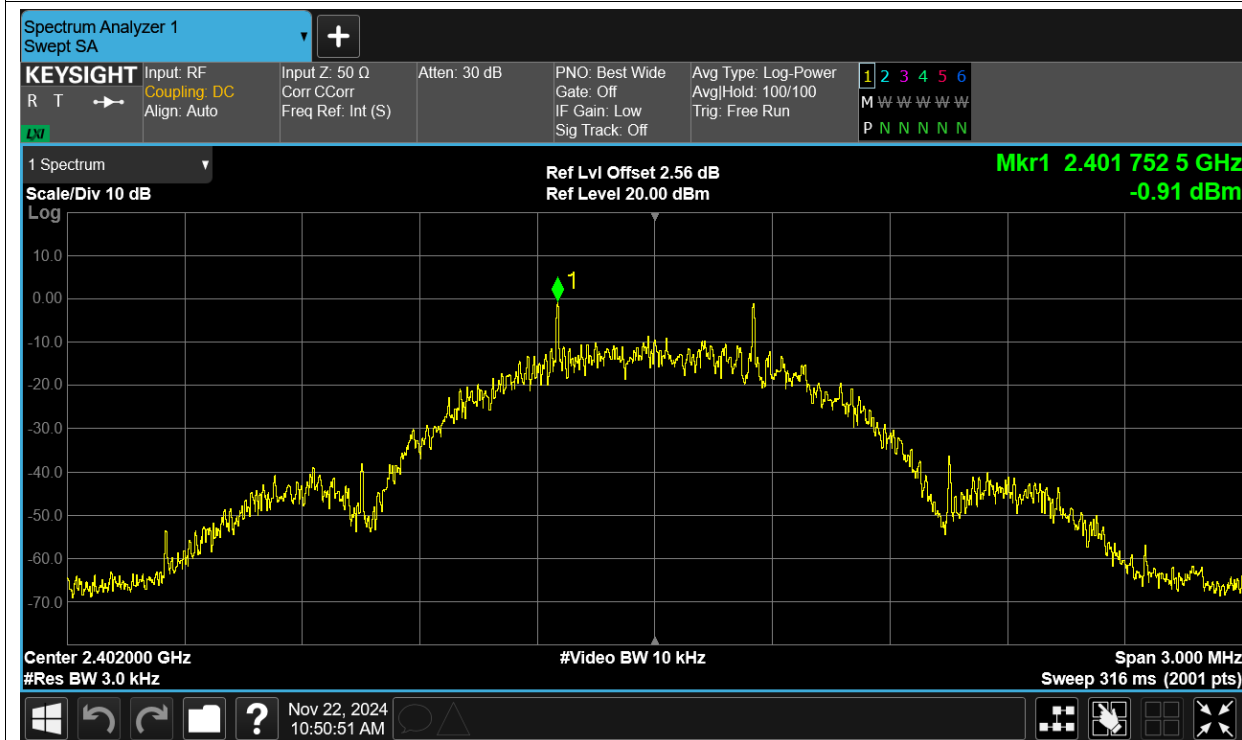 Spectrum Analyzer 1
Swept SA
+
KEYSIGHT
R T
LXI
Input: RF
Coupling: DC
Align: Auto
Input Z: 50 Ω
Corr CCorr
Freq Ref: Int (S)
Atten: 30 dB
PNO: Best Wide
Gate: Off
IF Gain: Low
Sig Track: Off
Avg Type: Log-Power
Avg|Hold: 100/100
Trig: Free Run
1 2 3 4 5 6
M W W W W W W
P N N N N N N
1 Spectrum
Scale/Div 10 dB
Log
Ref Lvl Offset 2.56 dB
Ref Level 20.00 dBm
Mkr1 2.401 752 5 GHz
-0.91 dBm
1
10.0
0.00
-10.0
-20.0
-30.0
-40.0
-50.0
-60.0
-70.0
Center 2.402000 GHz
#Res BW 3.0 kHz
#Video BW 10 kHz
Span 3.000 MHz
Sweep 316 ms (2001 pts)
?
Nov 22, 2024
10:50:51 AM